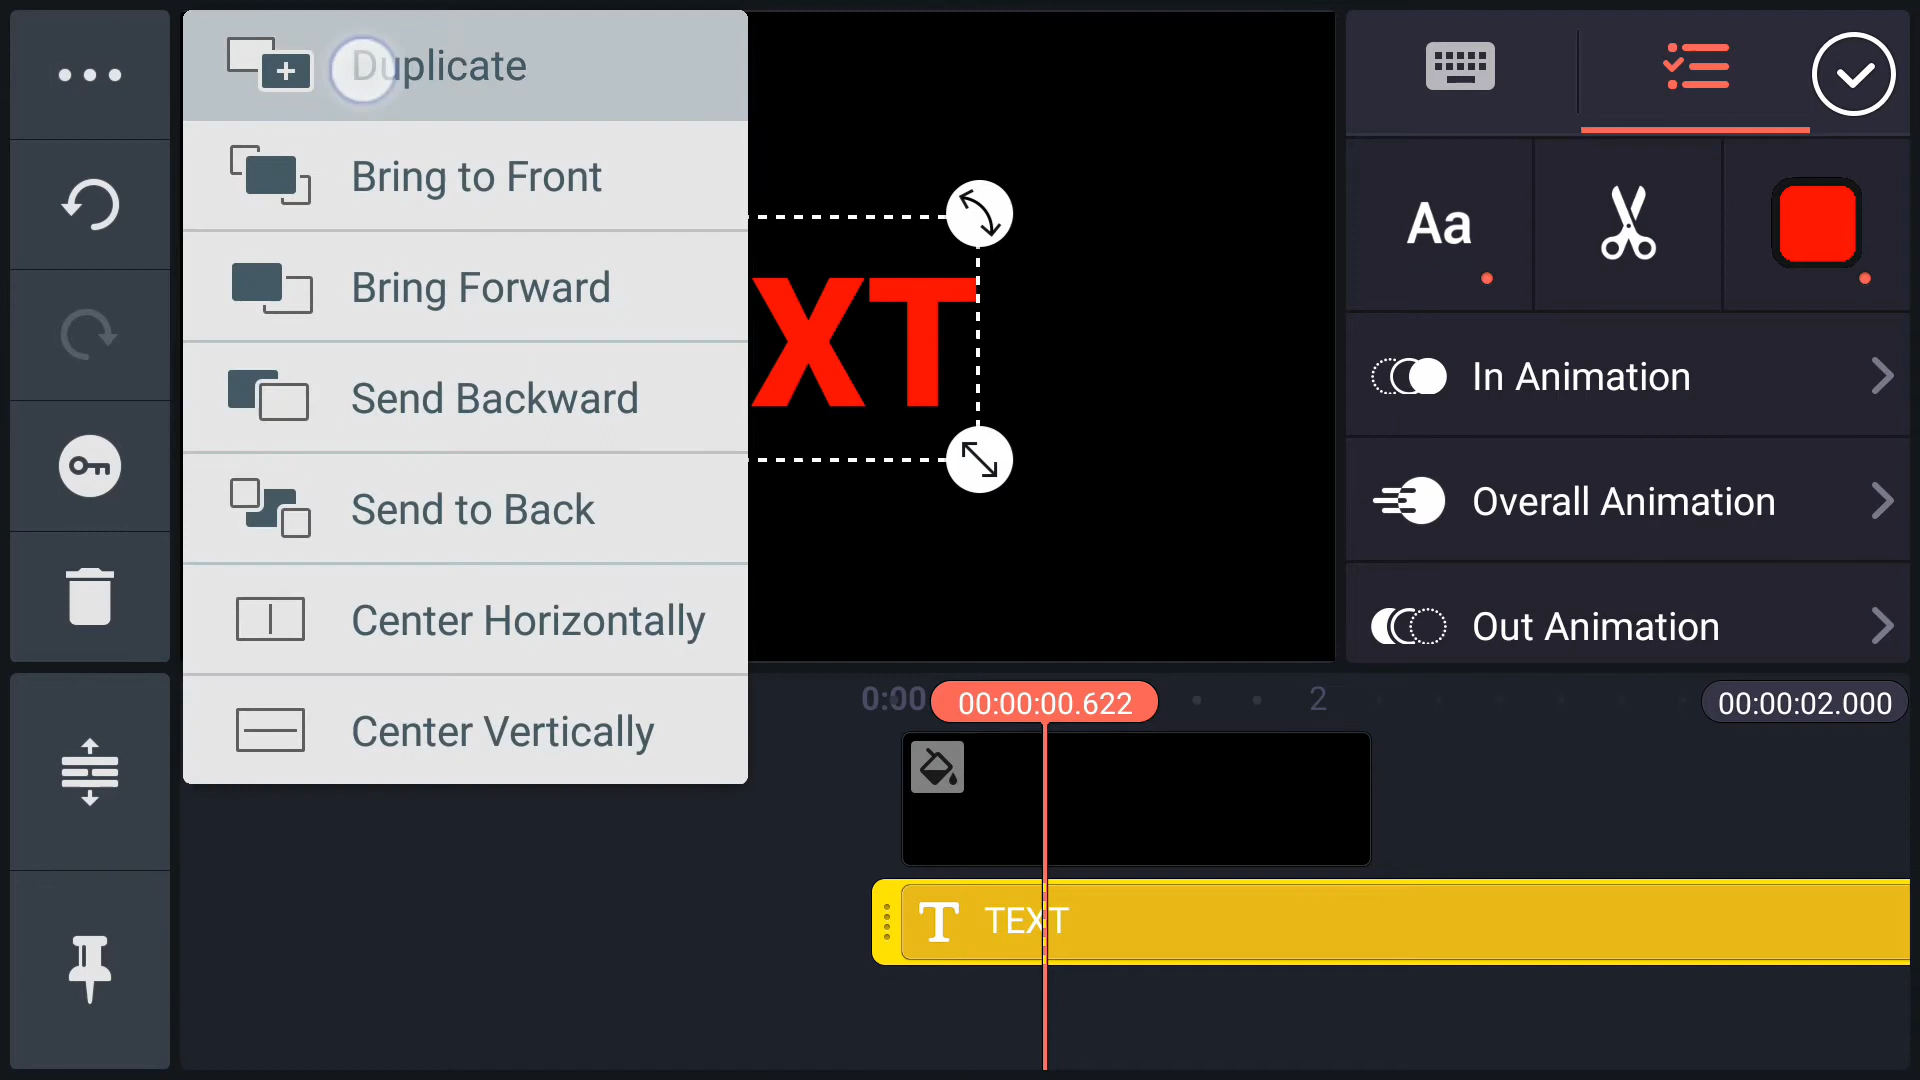 Duplicate
Bring to Front
Bring Forward
Send Backward
Send to Back
Center Horizontally
Center Vertically
XT
Aa
In Animation
Overall Animation
Out Animation
0:00
00:00:00.622
2
00:00:02.000
T TEXT